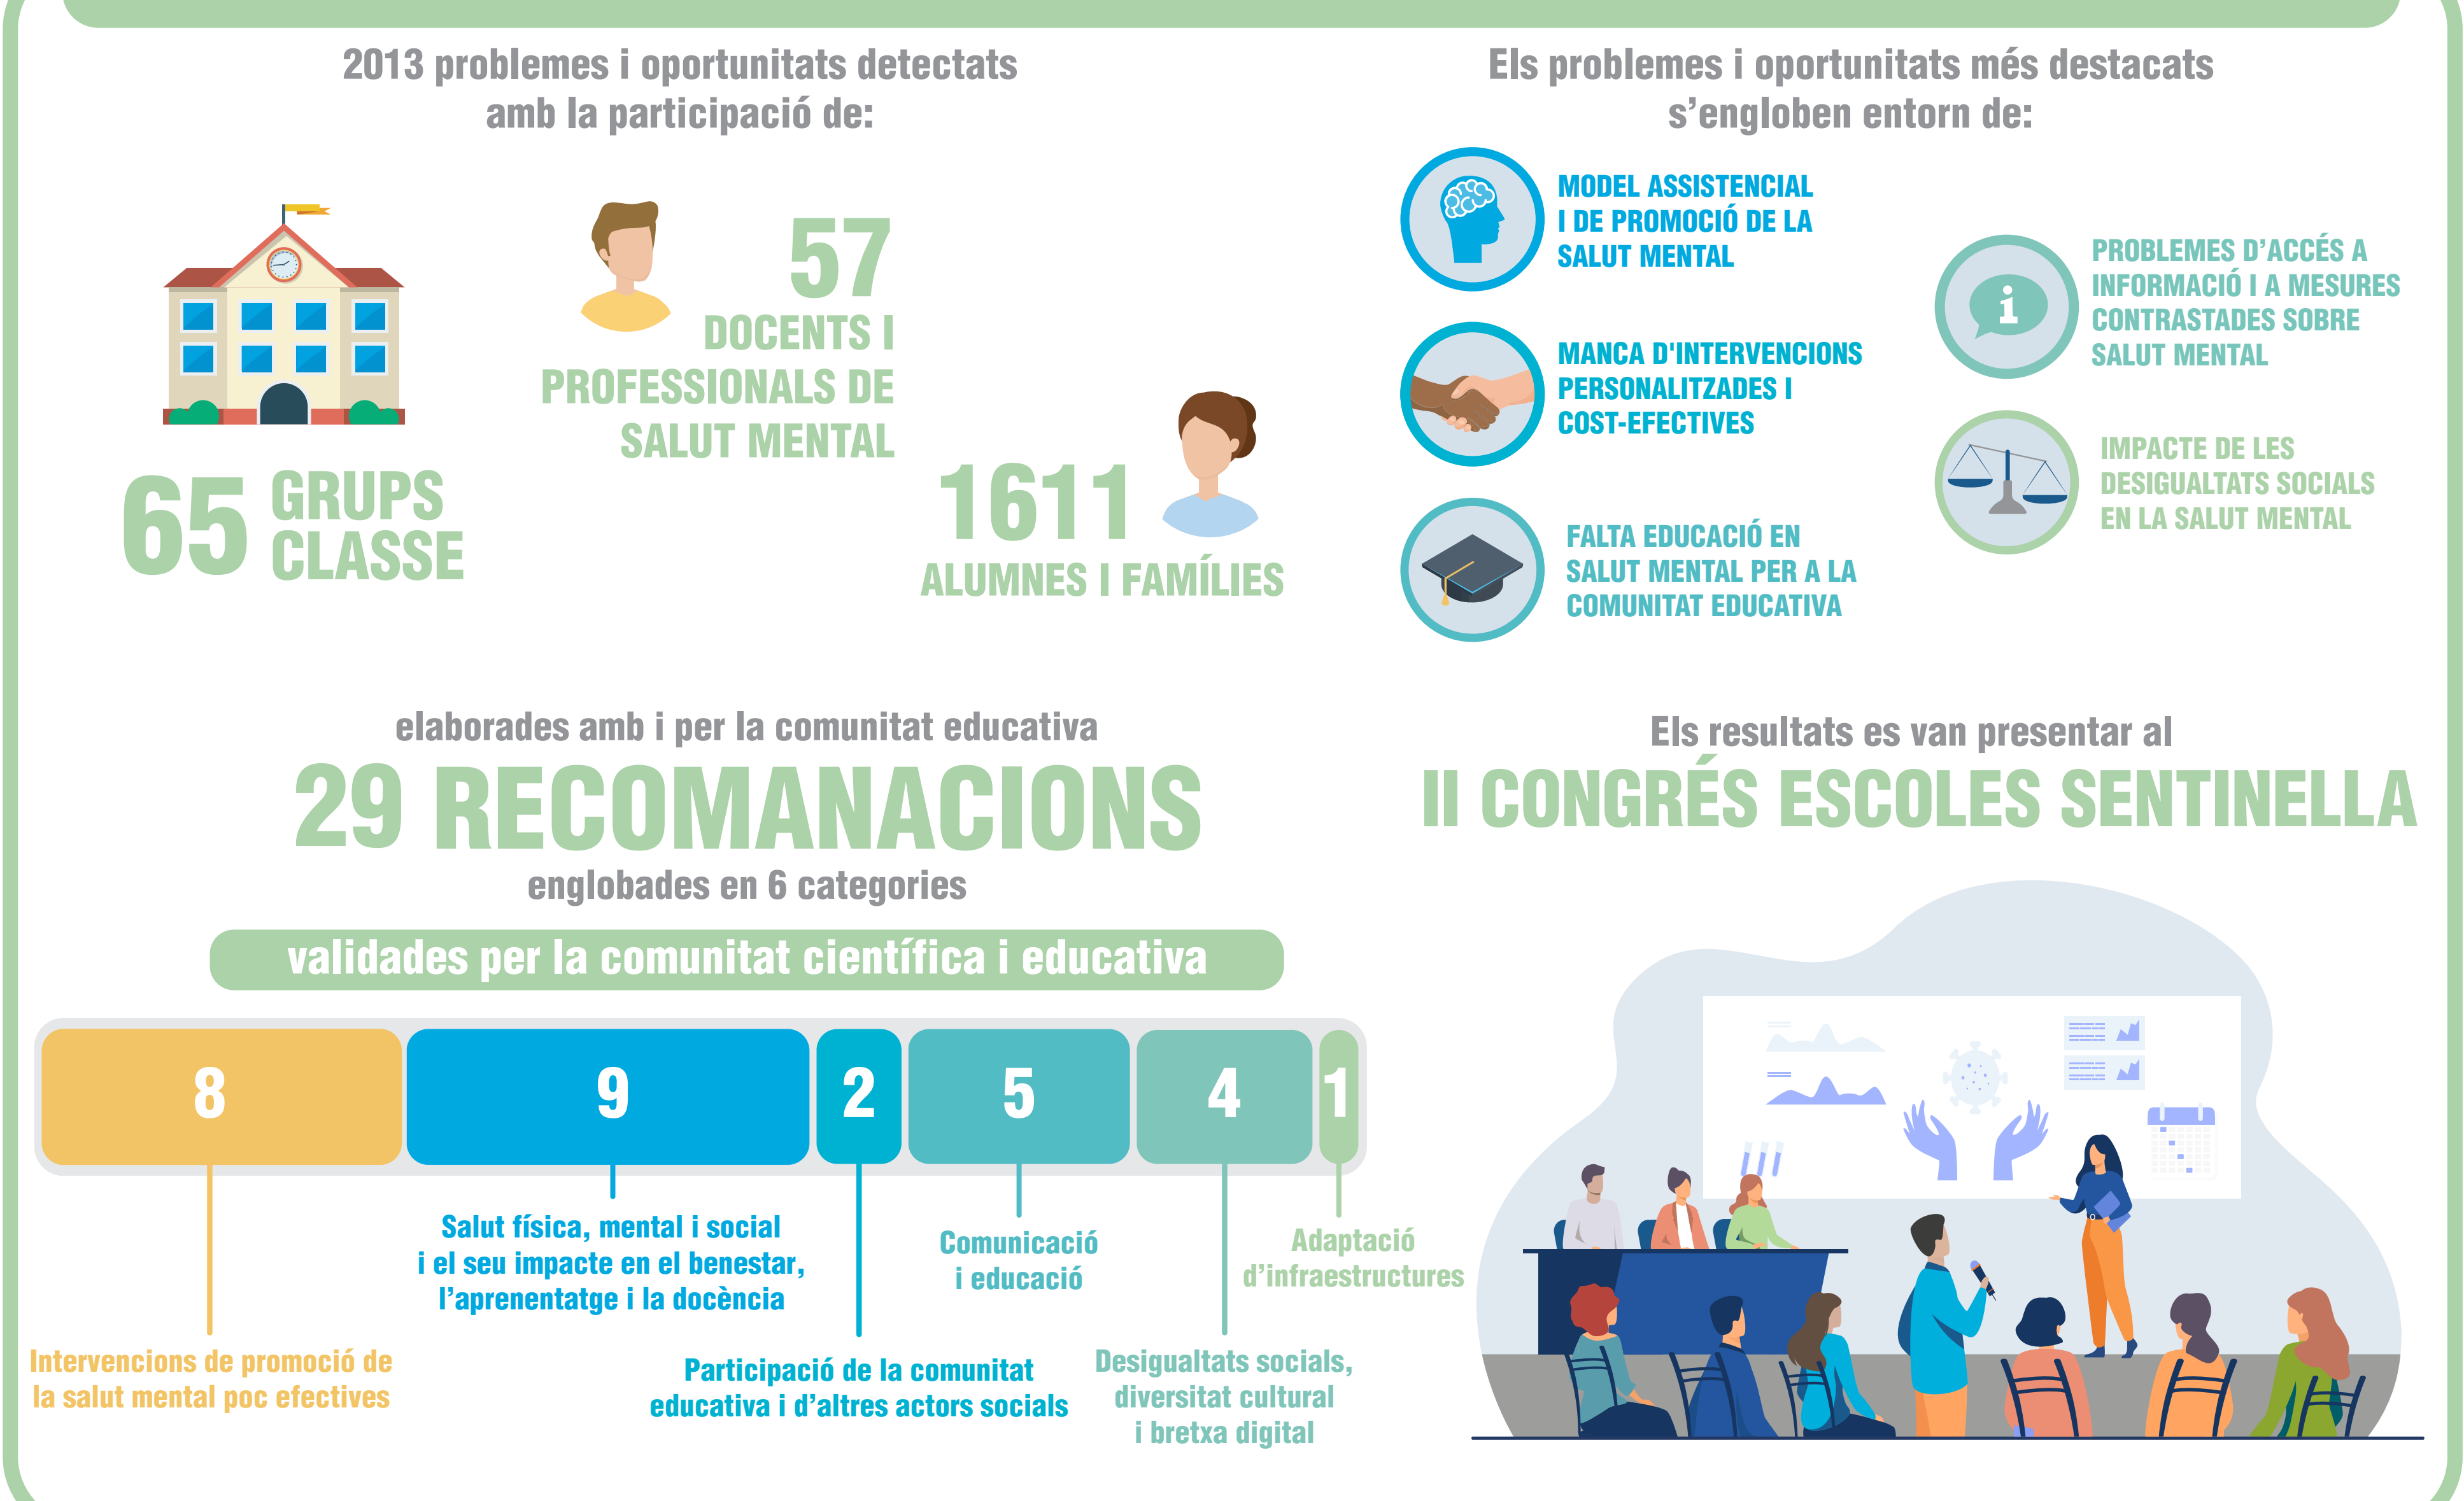 2013 problemes i oportunitats detectats
amb la participació de:
65 GRUPS
CLASSE
57
DOCENTS I
PROFESSIONALS DE
SALUT MENTAL
1611
ALUMNES I FAMÍLIES
Els problemes i oportunitats més destacats
s'engloben entorn de:
MODEL ASSISTENCIAL
I DE PROMOCIÓ DE LA
SALUT MENTAL
MANCA D'INTERVENCIONS
PERSONALITZADES I
COST-EFECTIVES
FALTA EDUCACIÓ EN
SALUT MENTAL PER A LA
COMUNITAT EDUCATIVA
i
PROBLEMES D'ACCÉS A
INFORMACIÓ I A MESURES
CONTRASTADES SOBRE
SALUT MENTAL
IMPACTE DE LES
DESIGUALTATS SOCIALS
EN LA SALUT MENTAL
elaborades amb i per la comunitat educativa
29 RECOMANACIONS
englobades en 6 categories
validades per la comunitat científica i educativa
8
9
2
5
4
1
Intervencions de promoció de
la salut mental poc efectives
Salut física, mental i social
i el seu impacte en el benestar,
l'aprenentatge i la docència
Participació de la comunitat
educativa i d'altres actors socials
Comunicació
i educació
Desigualtats socials,
diversitat cultural
i bretxa digital
Adaptació
d'infraestructures
Els resultats es van presentar al
II CONGRÉS ESCOLES SENTINELLA